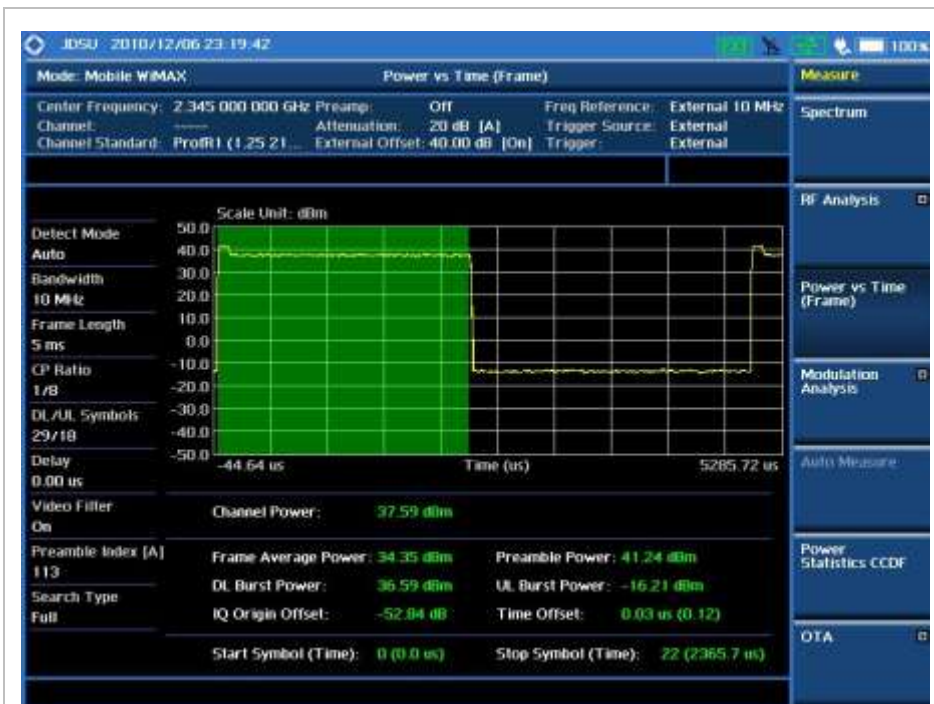 JDSU 2010/12/06 23:19:42
100%
Mode: Mobile WiMAX
Power vs Time (Frame)
Measure
Center Frequency: 2.345 000 000 GHz Preamp: Off Freq Reference: External 10 MHz
Channel: ----- Attenuation: 20 dB [A] Trigger Source: External
Channel Standard: ProfR1 (1.25 21... External Offset: 40.00 dB [On] Trigger: External
Spectrum
RF Analysis
Power vs Time
(Frame)
Modulation
Analysis
Auto Measure
Power
Statistics CCDF
OTA
Detect Mode
Auto
Bandwidth
10 MHz
Frame Length
5 ms
CP Ratio
1/8
DL/UL Symbols
29/18
Delay
0.00 us
Video Filter
On
Preamble Index [A]
113
Search Type
Full
Scale Unit: dBm
50.0
40.0
30.0
20.0
10.0
0.0
-10.0
-20.0
-30.0
-40.0
-50.0
-44.64 us Time (us) 5285.72 us
Channel Power: 37.59 dBm
Frame Average Power: 34.35 dBm Preamble Power: 41.24 dBm
DL Burst Power: 36.59 dBm UL Burst Power: -16.21 dBm
IQ Origin Offset: -52.84 dB Time Offset: 0.03 us (0.12)
Start Symbol (Time): 0 (0.0 us) Stop Symbol (Time): 22 (2365.7 us)